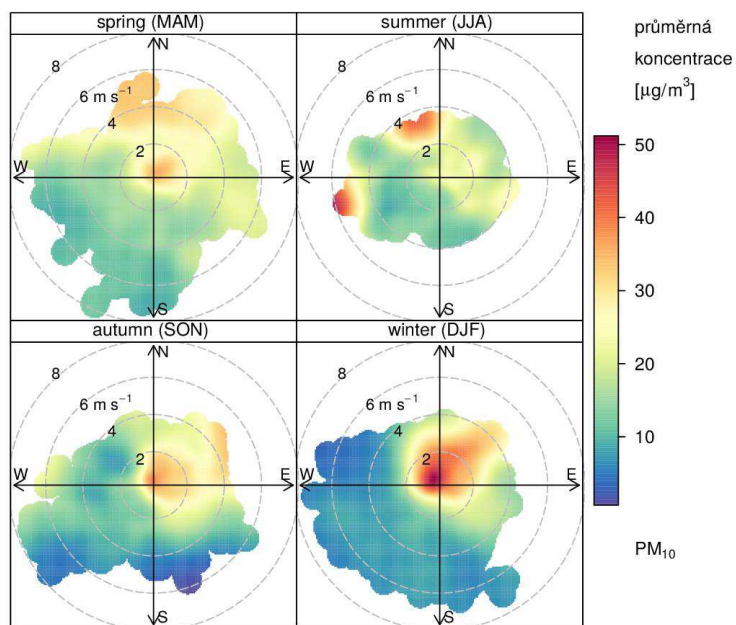 spring (MAM)
N
8
6 m s⁻¹
4
2
W
E
S
summer (JJA)
N
8
6 m s⁻¹
4
2
W
E
S
autumn (SON)
N
8
6 m s⁻¹
4
2
W
E
S
winter (DJF)
N
8
6 m s⁻¹
4
2
W
E
S
průměrná
koncentrace
[µg/m³]
50
40
30
20
10
PM₁₀